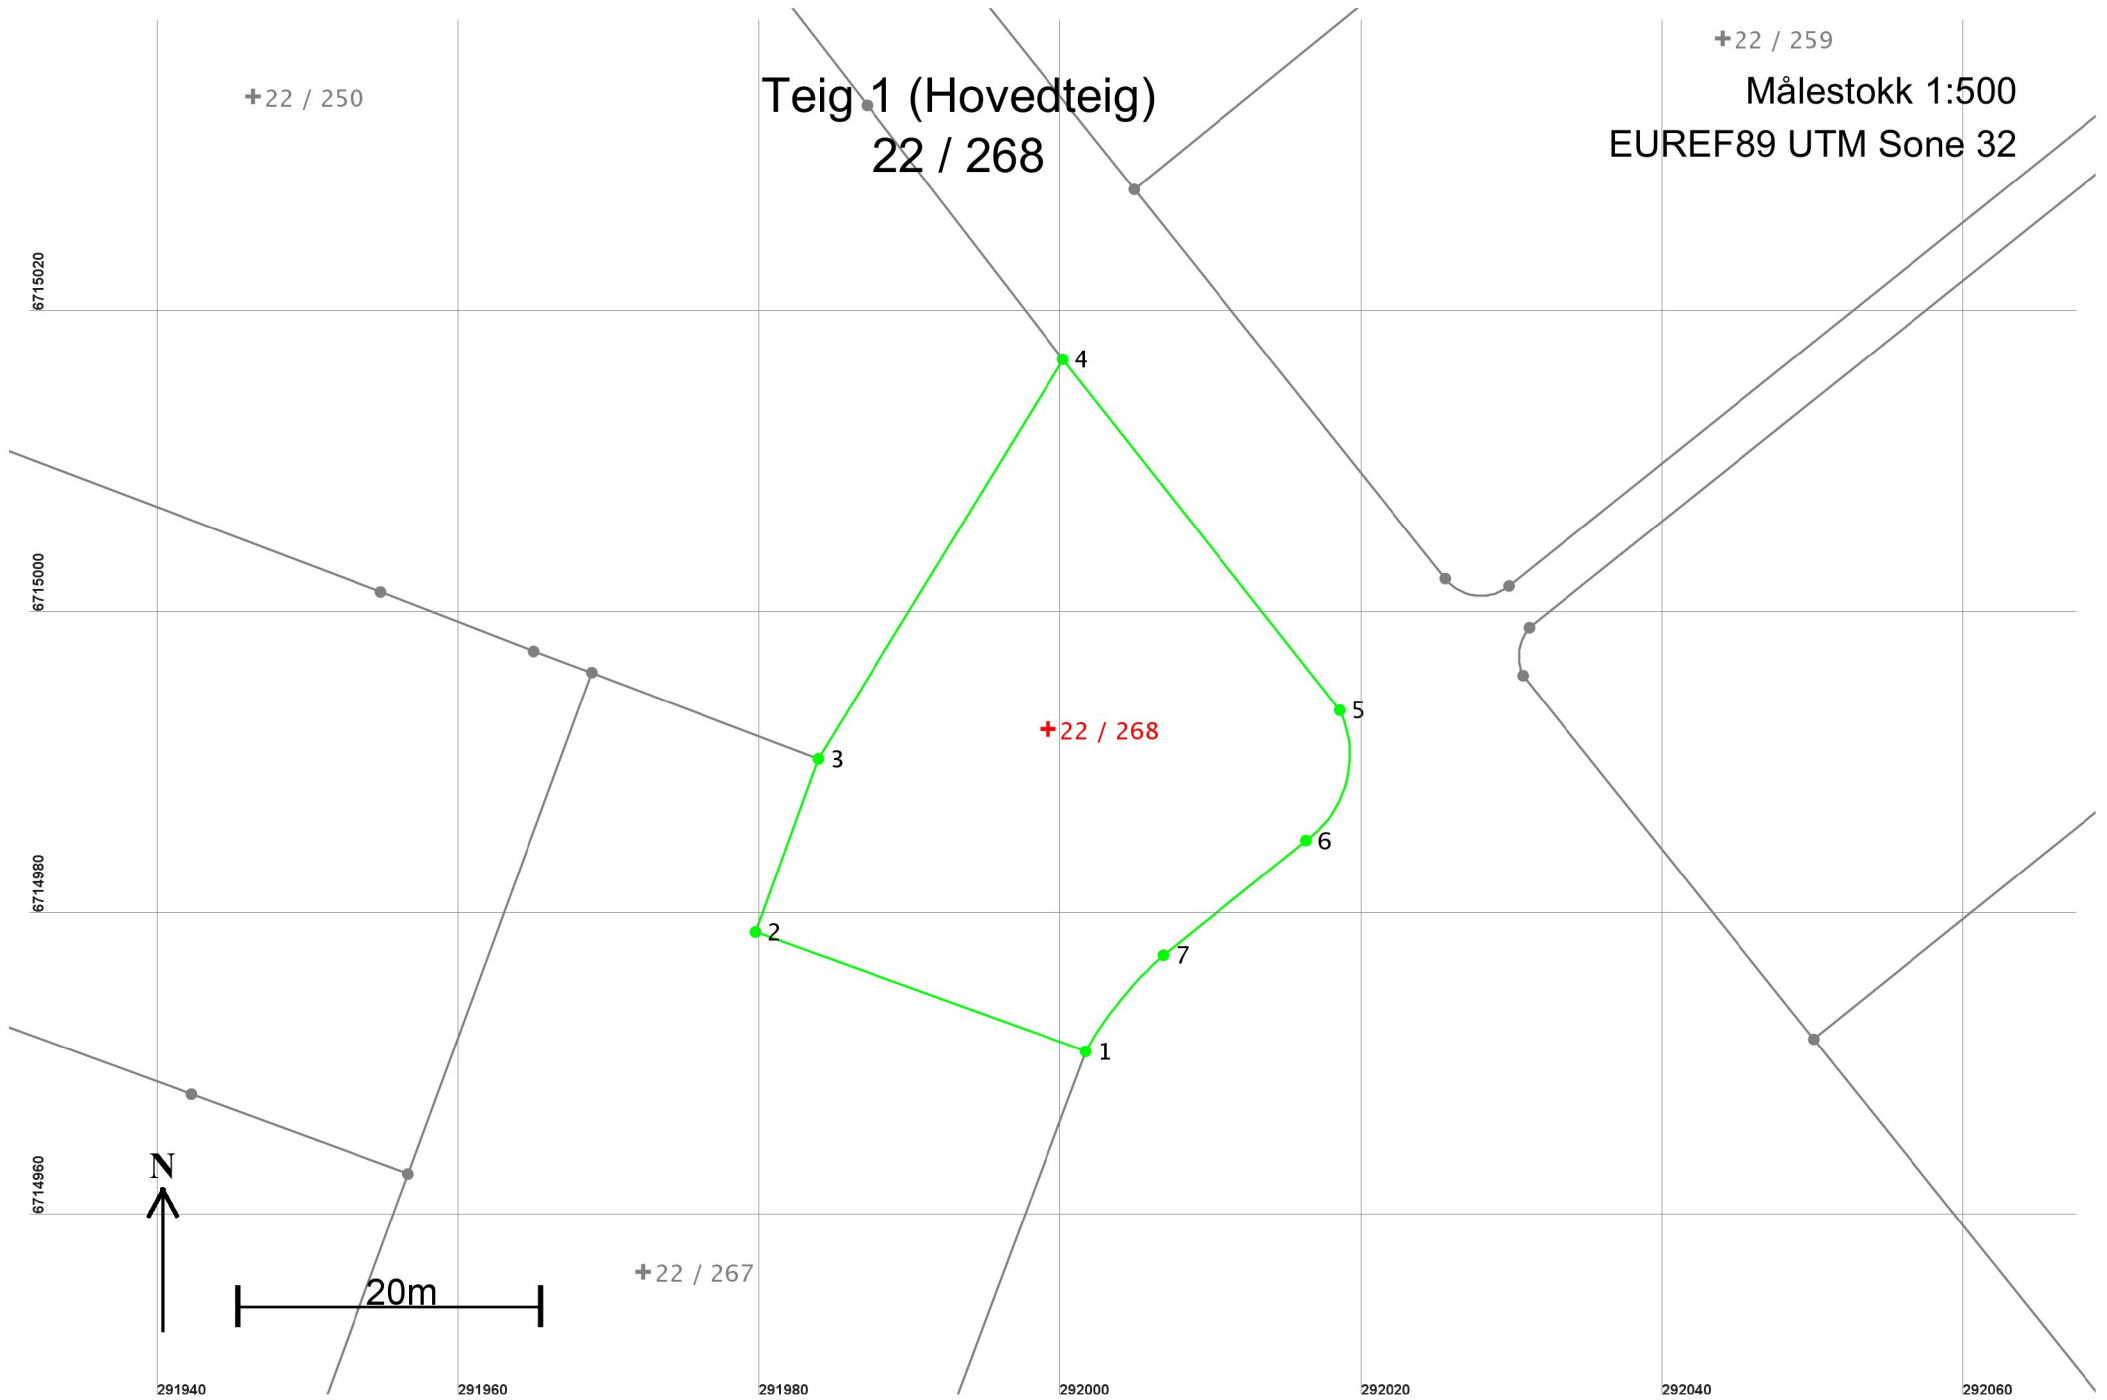 22 / 250
Teig 1 (Hovedteig)
22 / 268
22 / 259
Målestokk 1:500
EUREF89 UTM Sone 32
6715020
4
6715000
5
22 / 268
3
6
6714980
2
7
1
6714960
N
22 / 267
20m
291940
291960
291980
292000
292020
292040
292060